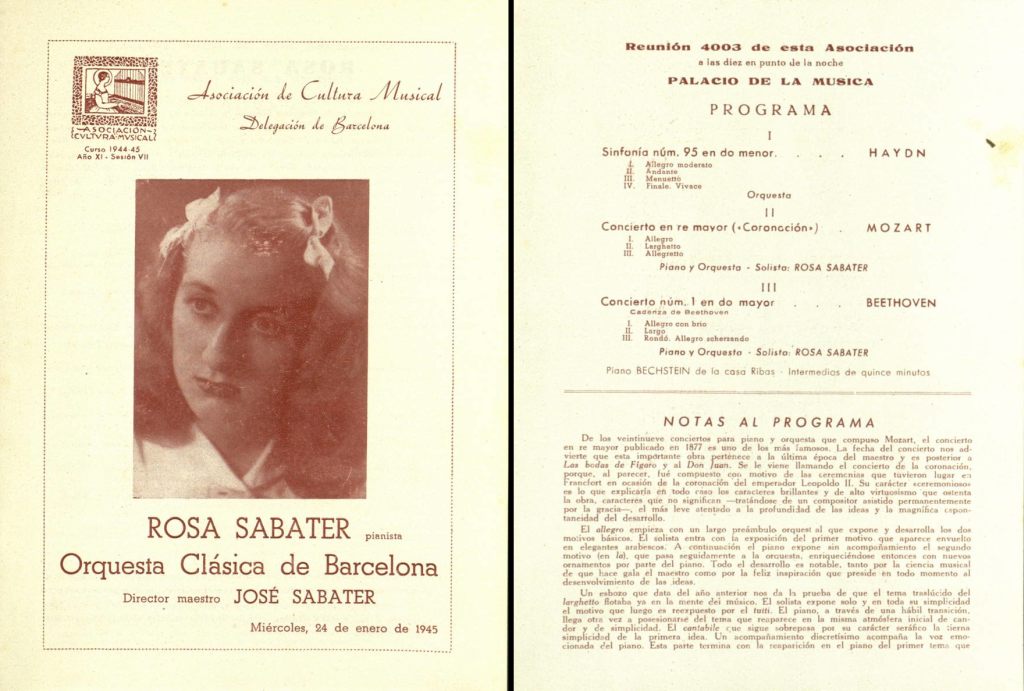 ASOCIACIÓN
CVLTVRA·MVSICAL
Curso 1944-45
Año XI - Sesión VII
Asociación de Cultura Musical
Delegación de Barcelona
ROSA SABATER pianista
Orquesta Clásica de Barcelona
Director maestro JOSÉ SABATER
Miércoles, 24 de enero de 1945
Reunión 4003 de esta Asociación
a las diez en punto de la noche
PALACIO DE LA MUSICA
PROGRAMA
I
Sinfonía núm. 95 en do menor. . . . HAYDN
I. Allegro moderato
II. Andante
III. Menuetto
IV. Finale. Vivace
Orquesta
II
Concierto en re mayor («Coronación») . MOZART
I. Allegro
II. Larghetto
III. Allegretto
Piano y Orquesta - Solista: ROSA SABATER
III
Concierto núm. 1 en do mayor . . . BEETHOVEN
Cadenza de Beethoven
I. Allegro con brio
II. Largo
III. Rondó. Allegro scherzando
Piano y Orquesta - Solista: ROSA SABATER
Piano BECHSTEIN de la casa Ribas - Intermedios de quince minutos
NOTAS AL PROGRAMA
De los veintinueve conciertos para pieno y orquesta que compuso Mozart, el concierto
en re mayor publicado en 1877 es uno de los más famosos. La fecha del concierto nos ad-
vierte que esta importante obra pertenece a la última época del maestro y es posterior a
Las bodas de Fígaro y al Don Juan. Se le viene llamando el concierto de la coronación,
porque, al parecer, fué compuesto con motivo de las ceremonias que tuvieron lugar en
Francfort en ocasión de la coronación del emperador Leopoldo II. Su carácter «ceremonioso»
es lo que explicaría en todo caso los caracteres brillantes y de alto virtuosismo que ostenta
la obra, caracteres que no significan —tratándose de un compositor asistido permanentemente
por la gracia—, el más leve atentado a la profundidad de las ideas y la magnífica espon-
taneidad del desarrollo.
El allegro empieza con un largo preámbulo orquestal que expone y desarrolla los dos
motivos básicos. El solista entra con la exposición del primer motivo que aparece envuelto
en elegantes arabescos. A continuación el piano expone sin acompañamiento el segundo
motivo (en la), que pasa seguidamente a la orquesta, enriqueciéndose entonces con nuevos
ornamentos por parte del piano. Todo el desarrollo es notable, tanto por la ciencia musical
de que hace gala el maestro como por la feliz inspiración que preside en todo momento al
desenvolvimiento de las ideas.
Un esbozo que data del año anterior nos da la prueba de que el tema traslúcido del
larghetto flotaba ya en la mente del músico. El solista expone solo y en toda su simplicidad
el motivo que luego es reexpuesto por el tutti. El piano, a través de una hábil transición,
llega otra vez a posesionarse del tema que reaparece en la misma atmósfera inicial de can-
dor y de simplicidad. El cantabile que sigue sobrepasa por su carácter seráfico la tierna
simplicidad de la primera idea. Un acompañamiento discretísimo acompaña la voz emo-
cionada del piano. Esta parte termina con la reaparición en el piano del primer tema que